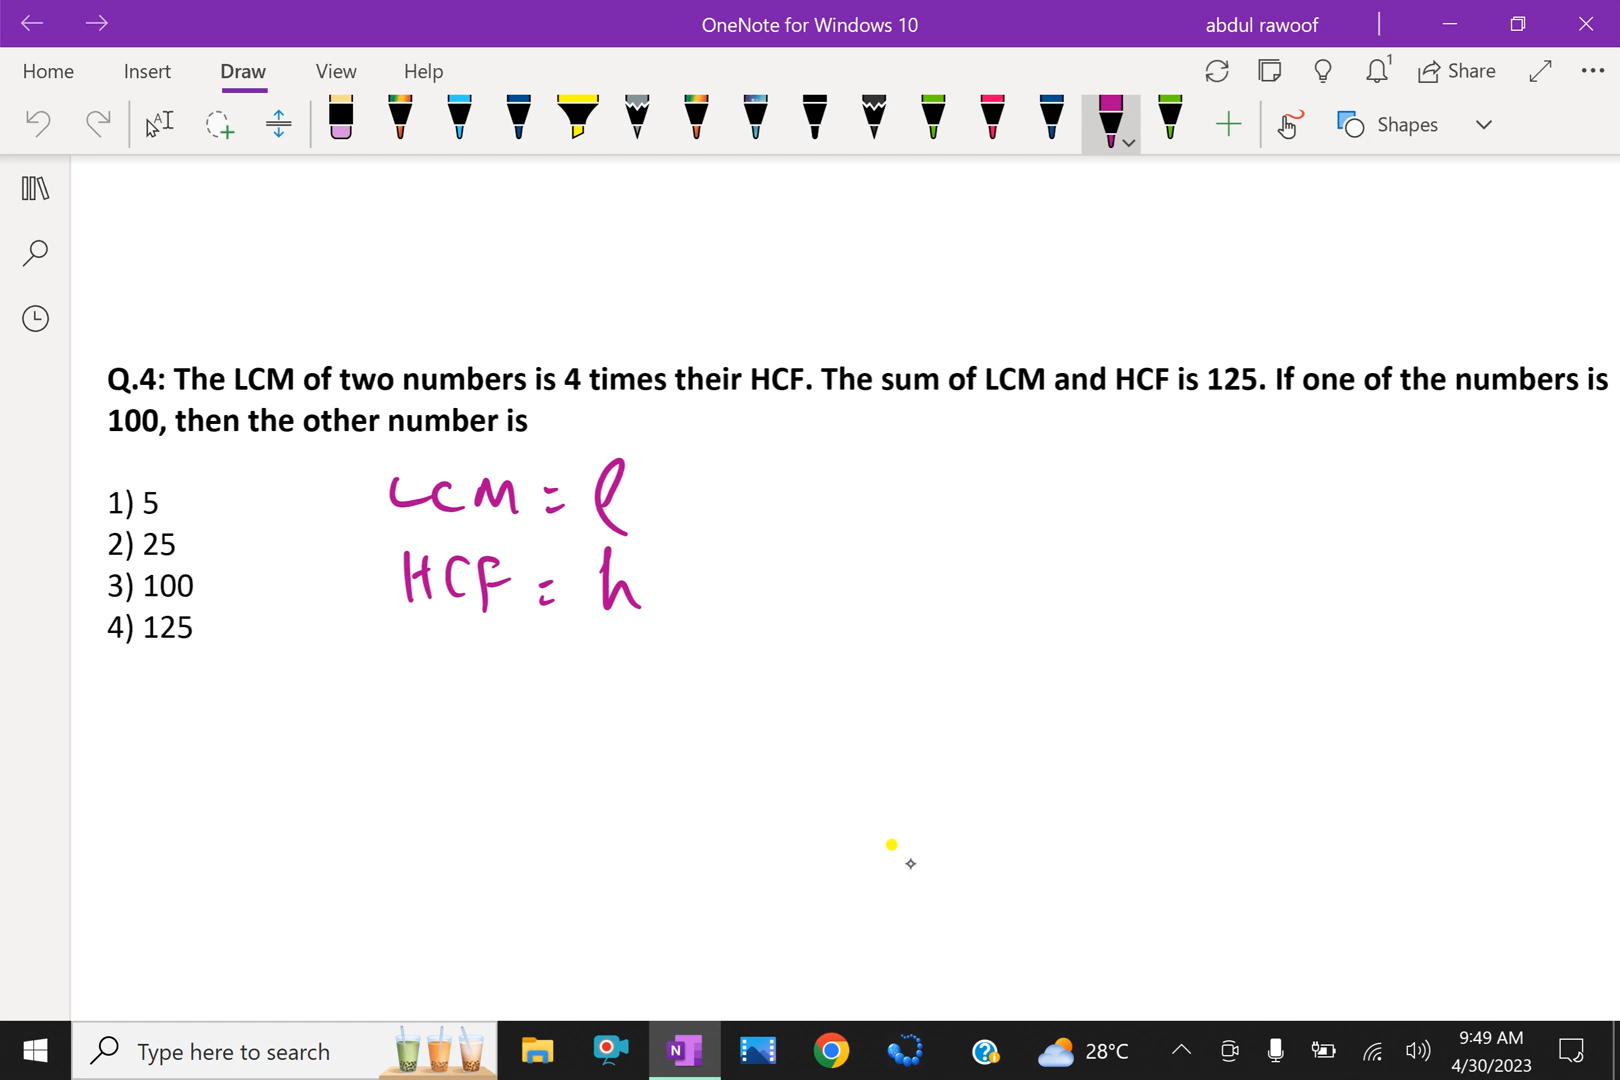 OneNote for Windows 10
abdul rawoof
Home Insert Draw View Help
1
Share
Shapes
Q.4: The LCM of two numbers is 4 times their HCF. The sum of LCM and HCF is 125. If one of the numbers is
100, then the other number is
1) 5
2) 25
3) 100
4) 125
LCM = l
HCF = h
Type here to search
28°C
9:49 AM
4/30/2023